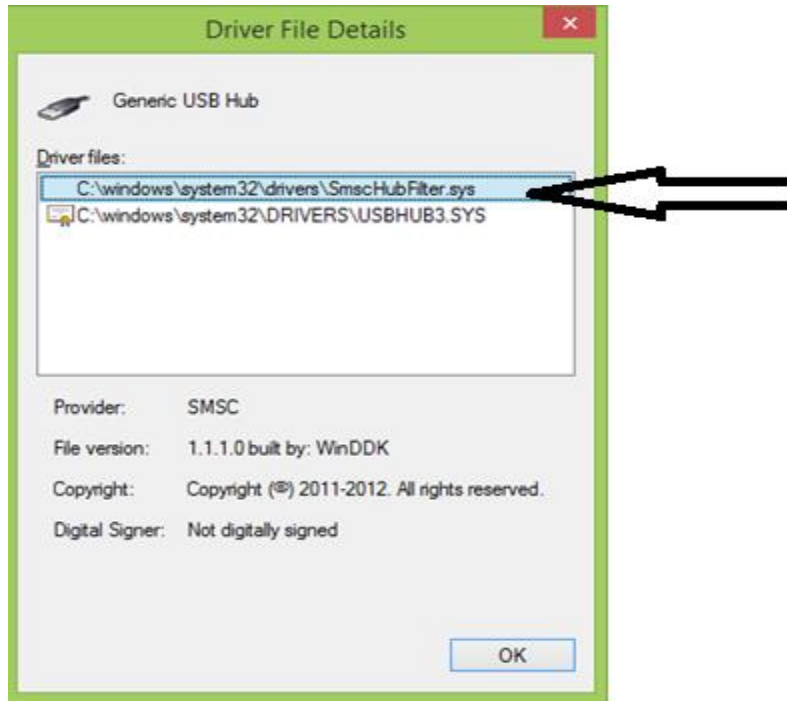 Driver File Details
Generic USB Hub
Driver files:
C:\windows\system32\drivers\SmscHubFilter.sys
C:\windows\system32\DRIVERS\USBHUB3.SYS
Provider: SMSC
File version: 1.1.1.0 built by: WinDDK
Copyright: Copyright (©) 2011-2012. All rights reserved.
Digital Signer: Not digitally signed
OK